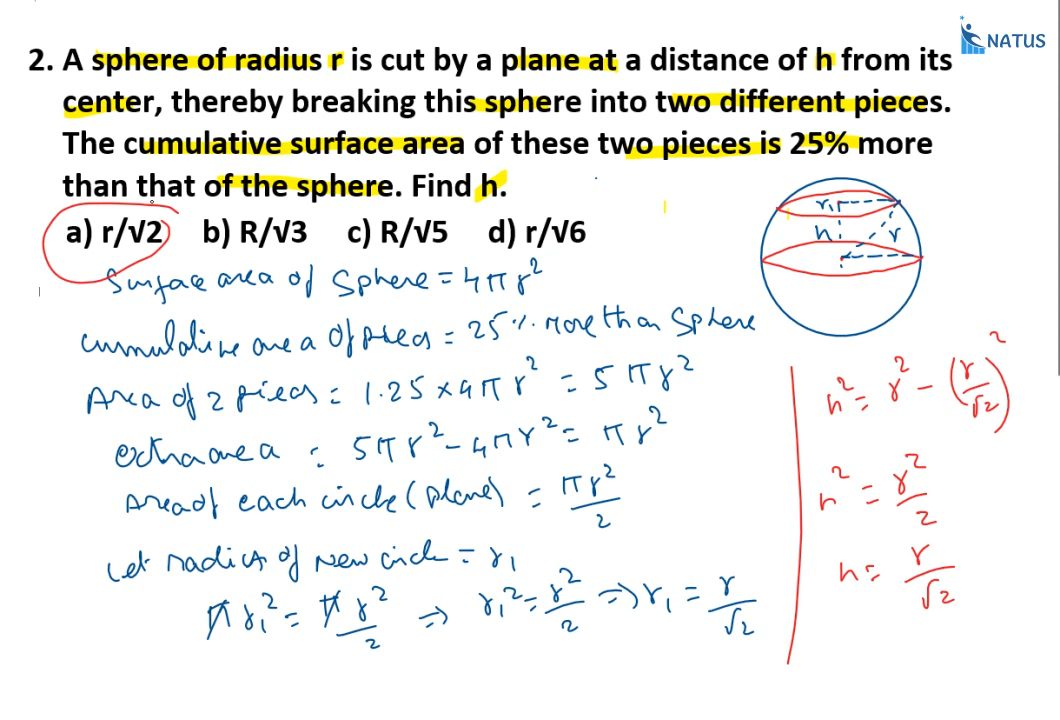 NATUS
2. A sphere of radius r is cut by a plane at a distance of h from its
center, thereby breaking this sphere into two different pieces.
The cumulative surface area of these two pieces is 25% more
than that of the sphere. Find h.
a) r/√2 b) R/√3 c) R/√5 d) r/√6
r₁
h
r
Surface area of Sphere = 4πr²
cummulative area of pieces = 25% more than Sphere
Area of 2 pieces = 1.25 × 4πr² = 5πr²
extra area = 5πr² - 4πr² = πr²
Area of each circle (plane) = πr²/2
Let radius of New circle = r₁
πr₁² = πr²/2 ⇒ r₁² = r²/2 ⇒ r₁ = r/√2
h² = r² - (r/√2)²
h² = r²/2
h = r/√2